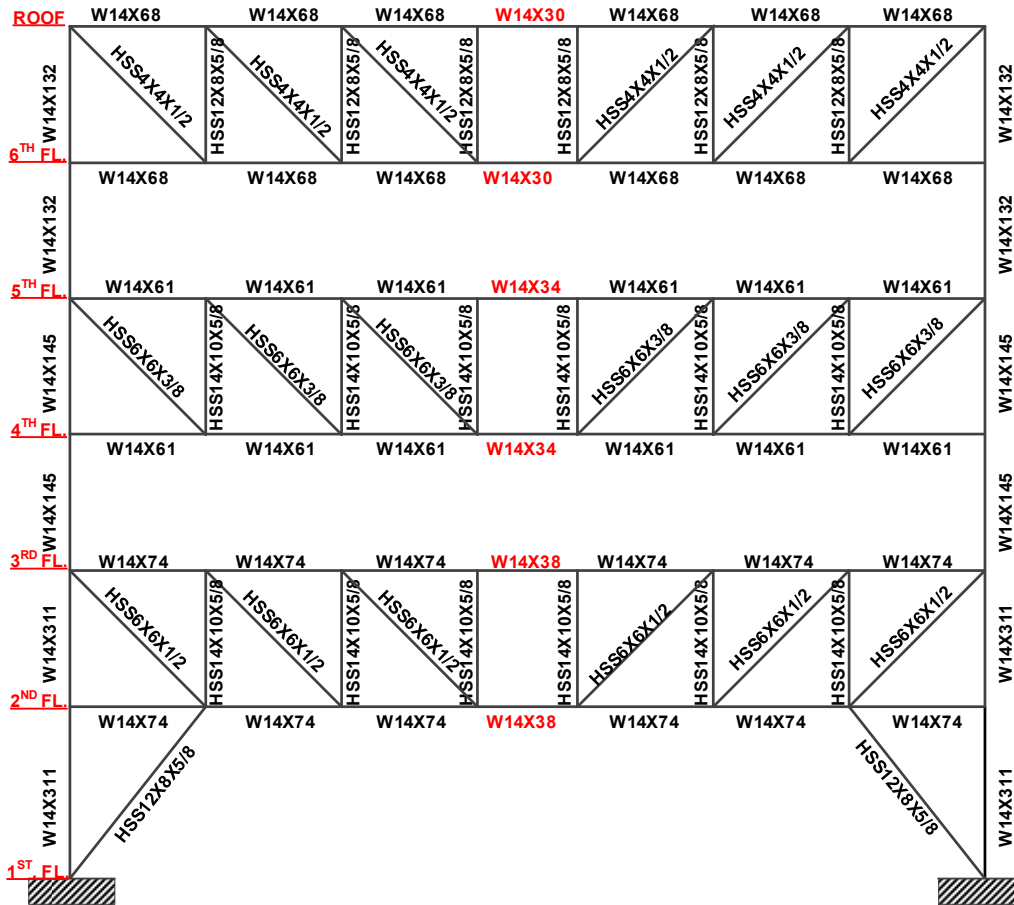 ROOF W14X68 W14X68 W14X68 W14X30 W14X68 W14X68 W14X68
W14X132 HSS4X4X1/2 HSS12X8X5/8 HSS4X4X1/2 HSS12X8X5/8 HSS4X4X1/2 HSS12X8X5/8 HSS12X8X5/8 HSS4X4X1/2 HSS12X8X5/8 HSS4X4X1/2 HSS12X8X5/8 HSS4X4X1/2 W14X132
6TH FL.
W14X68 W14X68 W14X68 W14X30 W14X68 W14X68 W14X68
W14X132 W14X132
5TH FL. W14X61 W14X61 W14X61 W14X34 W14X61 W14X61 W14X61
W14X145 HSS6X6X3/8 HSS14X10X5/8 HSS6X6X3/8 HSS14X10X5/8 HSS6X6X3/8 HSS14X10X5/8 HSS14X10X5/8 HSS6X6X3/8 HSS14X10X5/8 HSS6X6X3/8 HSS14X10X5/8 HSS6X6X3/8 W14X145
4TH FL.
W14X61 W14X61 W14X61 W14X34 W14X61 W14X61 W14X61
W14X145 W14X145
3RD FL. W14X74 W14X74 W14X74 W14X38 W14X74 W14X74 W14X74
W14X311 HSS6X6X1/2 HSS14X10X5/8 HSS6X6X1/2 HSS14X10X5/8 HSS6X6X1/2 HSS14X10X5/8 HSS14X10X5/8 HSS6X6X1/2 HSS14X10X5/8 HSS6X6X1/2 HSS14X10X5/8 HSS6X6X1/2 W14X311
2ND FL.
W14X74 W14X74 W14X74 W14X38 W14X74 W14X74 W14X74
W14X311 HSS12X8X5/8 HSS12X8X5/8 W14X311
1ST. FL.